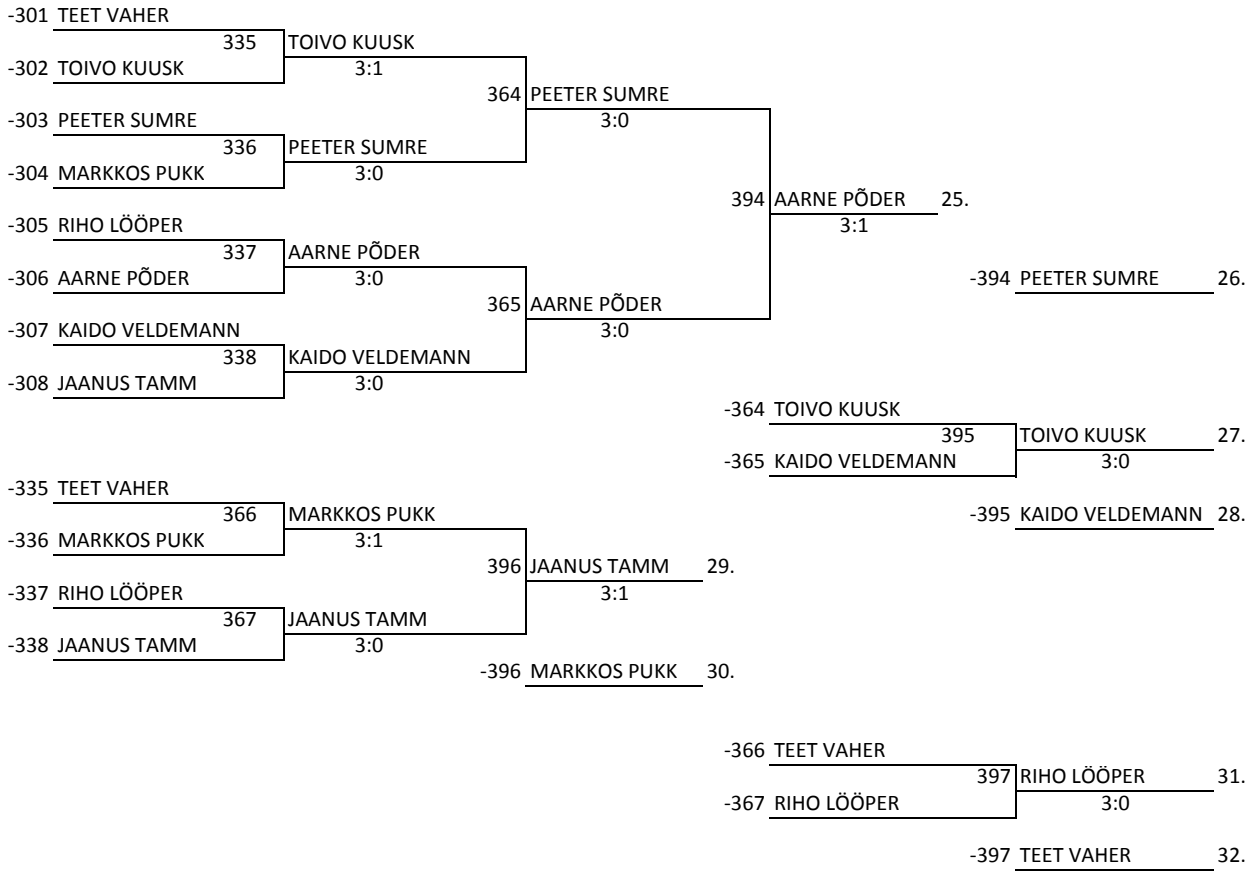 -301 TEET VAHER
335 TOIVO KUUSK
-302 TOIVO KUUSK 3:1
364 PEETER SUMRE
-303 PEETER SUMRE 3:0
336 PEETER SUMRE
-304 MARKKOS PUKK 3:0
394 AARNE PÕDER 25.
-305 RIHO LÖÖPER 3:1
337 AARNE PÕDER
-306 AARNE PÕDER 3:0 -394 PEETER SUMRE 26.
365 AARNE PÕDER
-307 KAIDO VELDEMANN 3:0
338 KAIDO VELDEMANN
-308 JAANUS TAMM 3:0
-364 TOIVO KUUSK
395 TOIVO KUUSK 27.
-365 KAIDO VELDEMANN 3:0
-335 TEET VAHER
366 MARKKOS PUKK -395 KAIDO VELDEMANN 28.
-336 MARKKOS PUKK 3:1
396 JAANUS TAMM 29.
-337 RIHO LÖÖPER 3:1
367 JAANUS TAMM
-338 JAANUS TAMM 3:0
-396 MARKKOS PUKK 30.
-366 TEET VAHER
397 RIHO LÖÖPER 31.
-367 RIHO LÖÖPER 3:0
-397 TEET VAHER 32.